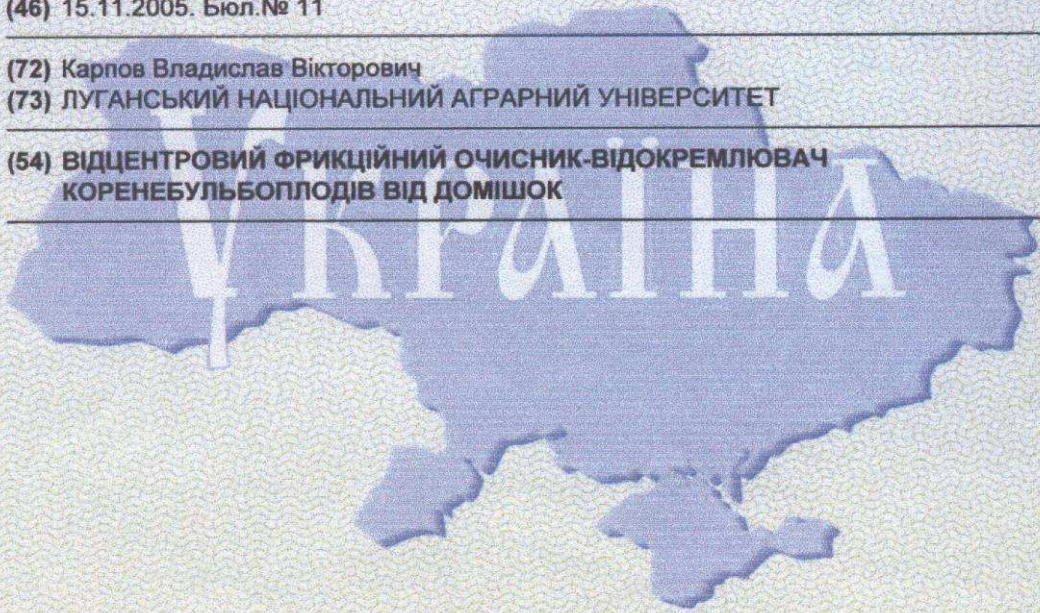 (46) 15.11.2005. Бюл.№ 11
(72) Карпов Владислав Вікторович
(73) ЛУГАНСЬКИЙ НАЦІОНАЛЬНИЙ АГРАРНИЙ УНІВЕРСИТЕТ
(54) ВІДЦЕНТРОВИЙ ФРИКЦІЙНИЙ ОЧИСНИК-ВІДОКРЕМЛЮВАЧ
КОРЕНЕБУЛЬБОПЛОДІВ ВІД ДОМІШОК
УКРАЇНА